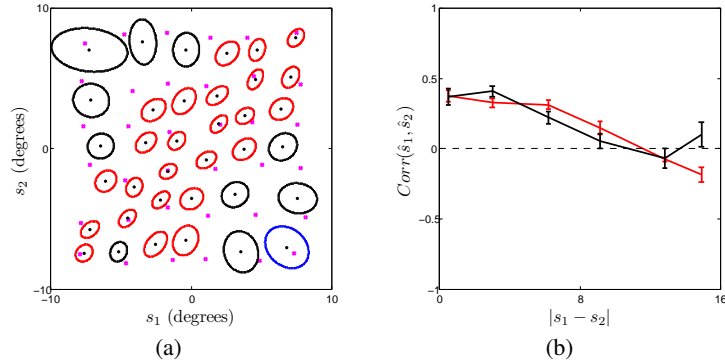 10
0
−10
−10
0
10
s₂ (degrees)
s₁ (degrees)
(a)
1
0.5
0
−0.5
−1
0
8
16
Corr(ŝ₁, ŝ₂)
|s₁ − s₂|
(b)